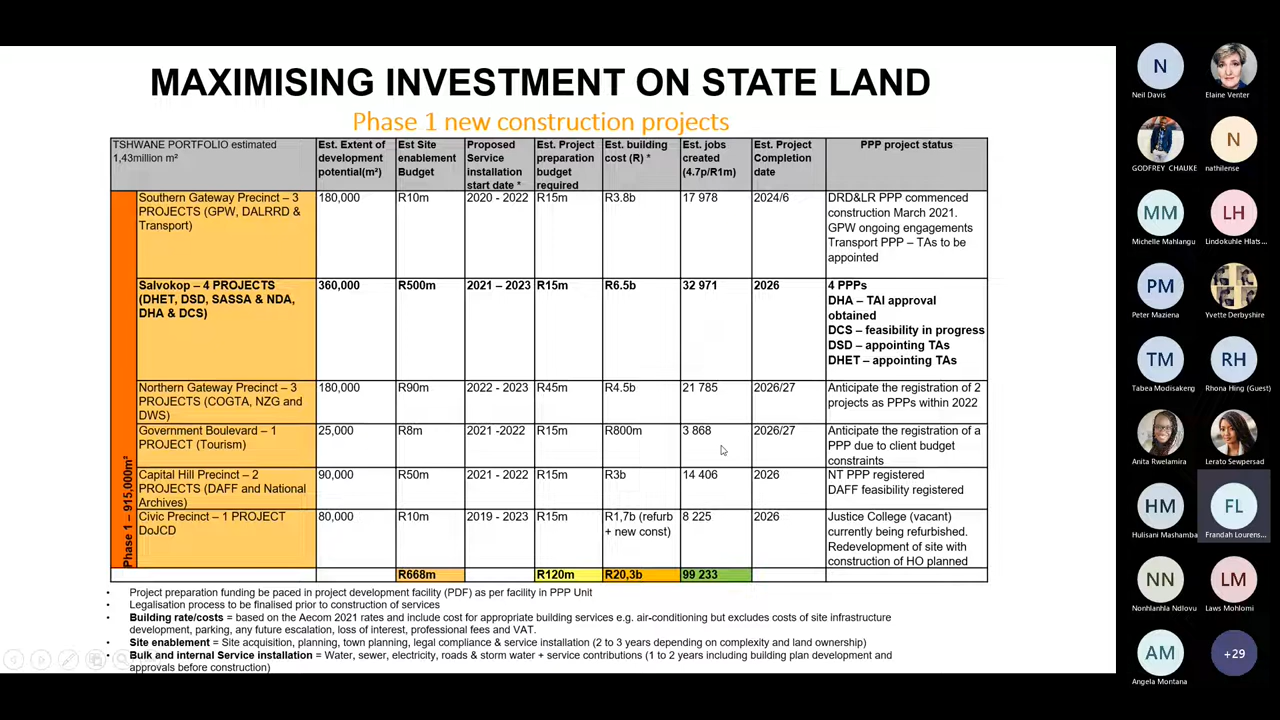 MAXIMISING INVESTMENT ON STATE LAND
Phase 1 new construction projects
TSHWANE PORTFOLIO estimated
1,43million m²
Est. Extent of
development
potential(m²)
Est Site
enablement
Budget
Proposed
Service
installation
start date *
Est. Project
preparation
budget
required
Est. building
cost (R) *
Est. jobs
created
(4.7p/R1m)
Est. Project
Completion
date
PPP project status
Phase 1 – 915,000m²
Southern Gateway Precinct – 3
PROJECTS (GPW, DALRRD &
Transport)
180,000
R10m
2020 - 2022
R15m
R3.8b
17 978
2024/6
DRD&LR PPP commenced
construction March 2021.
GPW ongoing engagements
Transport PPP – TAs to be
appointed
Salvokop – 4 PROJECTS
(DHET, DSD, SASSA & NDA,
DHA & DCS)
360,000
R500m
2021 – 2023
R15m
R6.5b
32 971
2026
4 PPPs
DHA – TAI approval
obtained
DCS – feasibility in progress
DSD – appointing TAs
DHET – appointing TAs
Northern Gateway Precinct – 3
PROJECTS (COGTA, NZG and
DWS)
180,000
R90m
2022 - 2023
R45m
R4.5b
21 785
2026/27
Anticipate the registration of 2
projects as PPPs within 2022
Government Boulevard – 1
PROJECT (Tourism)
25,000
R8m
2021 -2022
R15m
R800m
3 868
2026/27
Anticipate the registration of a
PPP due to client budget
constraints
Capital Hill Precinct – 2
PROJECTS (DAFF and National
Archives)
90,000
R50m
2021 - 2022
R15m
R3b
14 406
2026
NT PPP registered
DAFF feasibility registered
Civic Precinct – 1 PROJECT
DoJCD
80,000
R10m
2019 - 2023
R15m
R1,7b (refurb
+ new const)
8 225
2026
Justice College (vacant)
currently being refurbished.
Redevelopment of site with
construction of HO planned
R668m
R120m
R20,3b
99 233
• Project preparation funding be paced in project development facility (PDF) as per facility in PPP Unit
• Legalisation process to be finalised prior to construction of services
• Building rate/costs = based on the Aecom 2021 rates and include cost for appropriate building services e.g. air-conditioning but excludes costs of site infrastructure
development, parking, any future escalation, loss of interest, professional fees and VAT.
• Site enablement = Site acquisition, planning, town planning, legal compliance & service installation (2 to 3 years depending on complexity and land ownership)
• Bulk and internal Service installation = Water, sewer, electricity, roads & storm water + service contributions (1 to 2 years including building plan development and
approvals before construction)
N
Neil Davis
Elaine Venter
GODFREY CHAUKE
N
nathilense
MM
Michelle Mahlangu
LH
Lindokuhle Hlats...
PM
Peter Maziena
Yvette Derbyshire
TM
Tabea Modisakeng
RH
Rhona Hing (Guest)
Anita Rwelamira
Lerato Sewpersad
HM
Hulisani Mashamba
FL
Frandah Lourens...
NN
Nonhlanhla Ndlovu
LM
Laws Mohlomi
AM
Angela Montana
+29